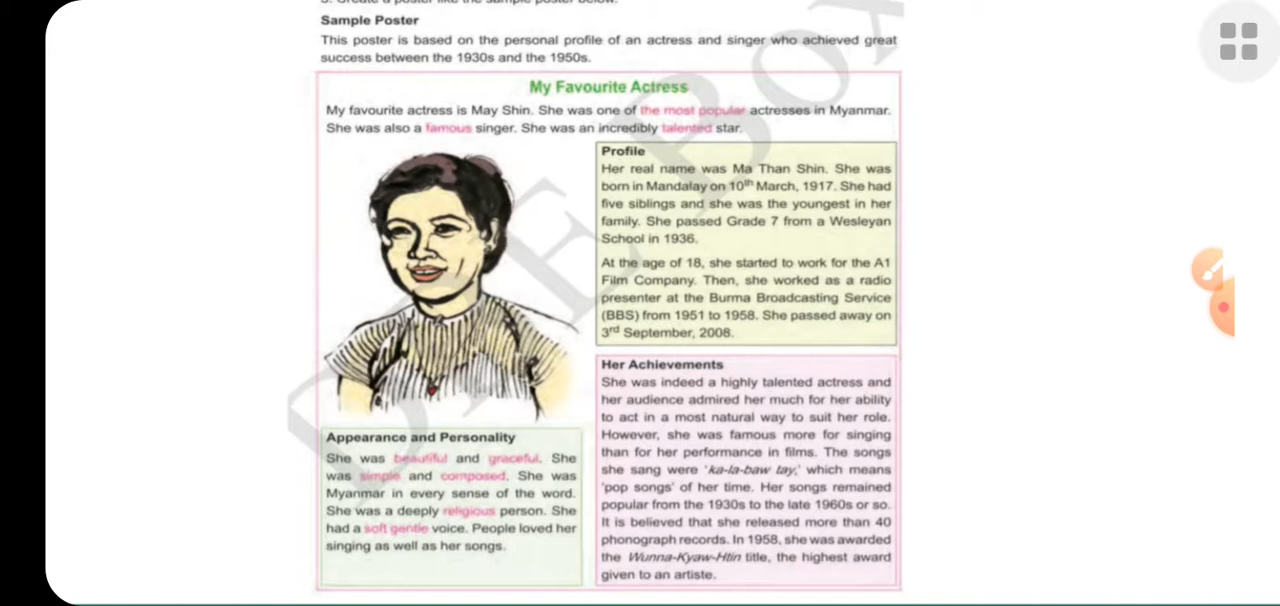 3. Create a poster like the sample poster below.
Sample Poster
This poster is based on the personal profile of an actress and singer who achieved great
success between the 1930s and the 1950s.
My Favourite Actress
My favourite actress is May Shin. She was one of the most popular actresses in Myanmar.
She was also a famous singer. She was an incredibly talented star.
Profile
Her real name was Ma Than Shin. She was
born in Mandalay on 10th March, 1917. She had
five siblings and she was the youngest in her
family. She passed Grade 7 from a Wesleyan
School in 1936.
At the age of 18, she started to work for the A1
Film Company. Then, she worked as a radio
presenter at the Burma Broadcasting Service
(BBS) from 1951 to 1958. She passed away on
3rd September, 2008.
Appearance and Personality
She was beautiful and graceful. She
was simple and composed. She was
Myanmar in every sense of the word.
She was a deeply religious person. She
had a soft gentle voice. People loved her
singing as well as her songs.
Her Achievements
She was indeed a highly talented actress and
her audience admired her much for her ability
to act in a most natural way to suit her role.
However, she was famous more for singing
than for her performance in films. The songs
she sang were 'ka-la-baw tay,' which means
'pop songs' of her time. Her songs remained
popular from the 1930s to the late 1960s or so.
It is believed that she released more than 40
phonograph records. In 1958, she was awarded
the Wunna-Kyaw-Htin title, the highest award
given to an artiste.